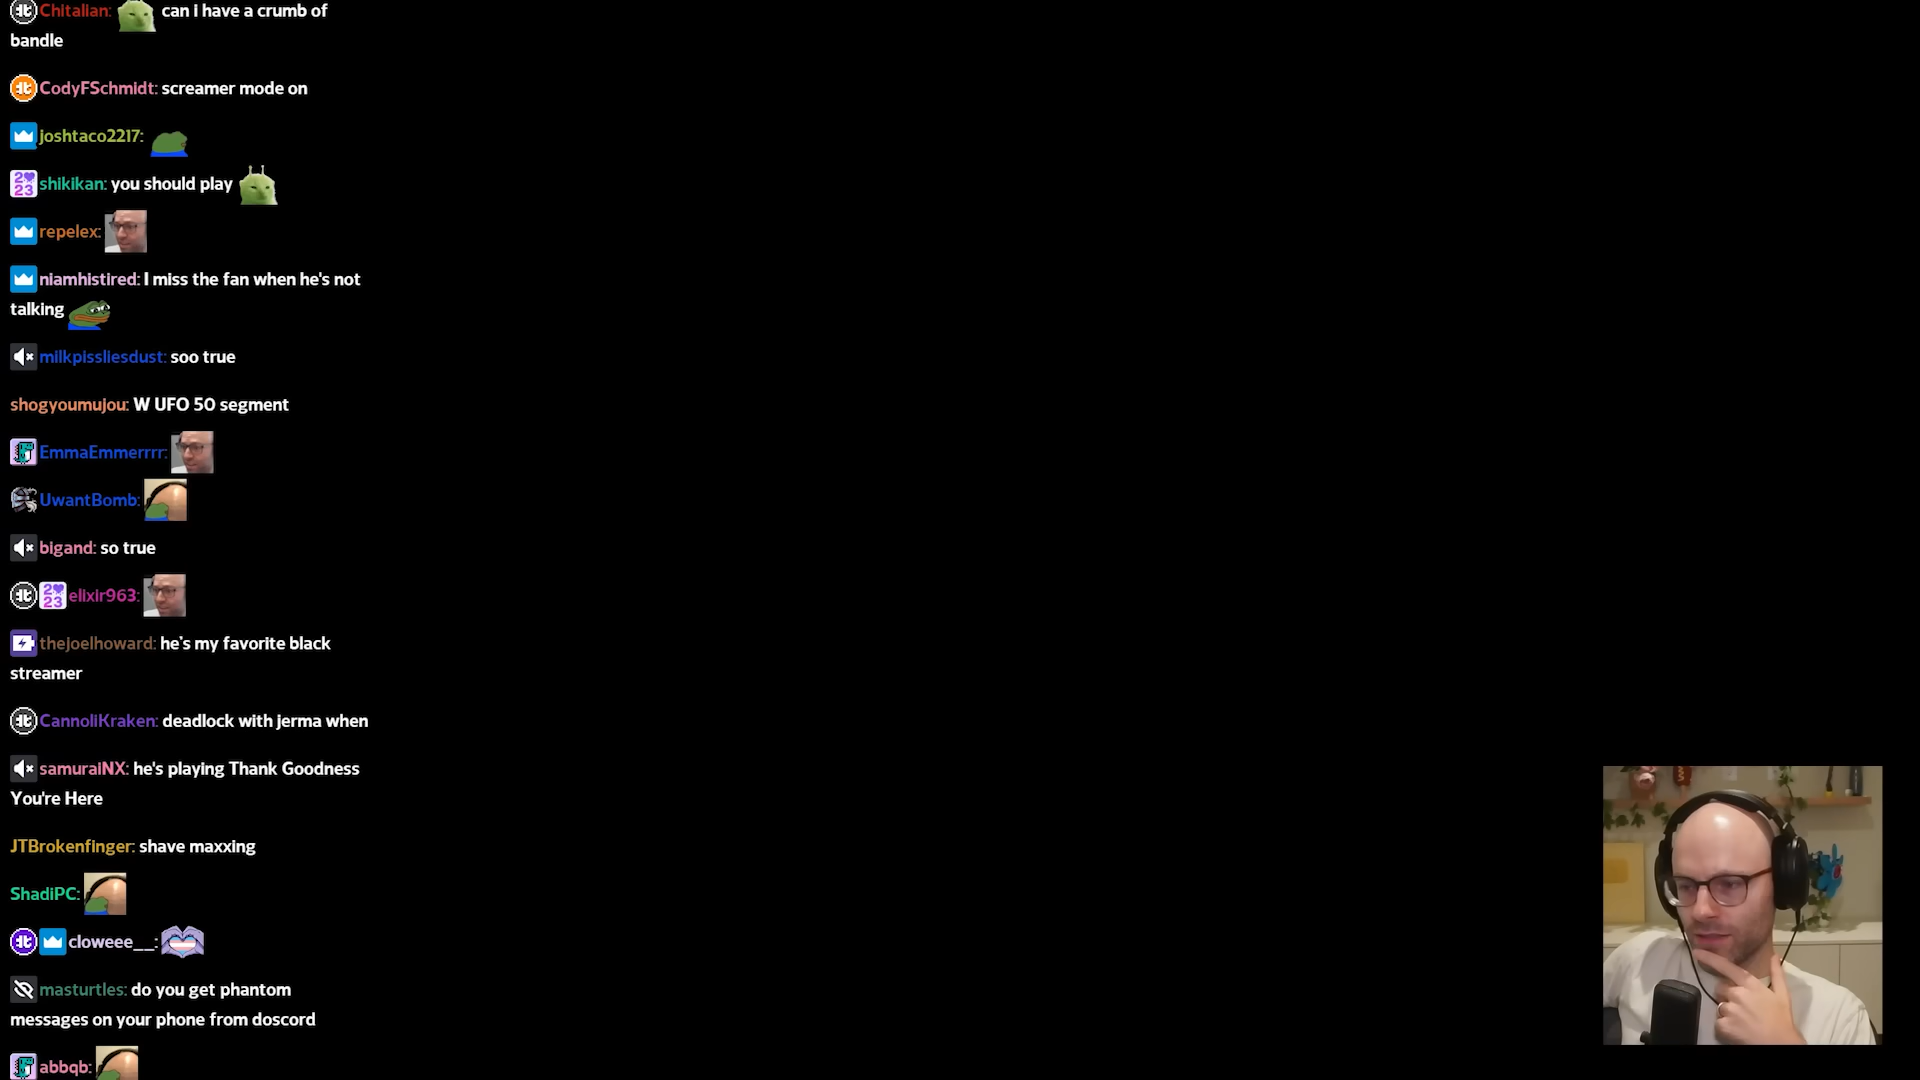 Chitalian: can i have a crumb of
bandle
CodyFSchmidt: screamer mode on
joshtaco2217:
shikikan: you should play
repelex:
niamhistired: I miss the fan when he's not
talking
milkpissliesdust: soo true
shogyoumujou: W UFO 50 segment
EmmaEmmerrrr:
UwantBomb:
bigand: so true
2023 elixir963:
thejoelhoward: he's my favorite black
streamer
CannoliKraken: deadlock with jerma when
samuraiNX: he's playing Thank Goodness
You're Here
JTBrokenfinger: shave maxxing
ShadiPC:
cloweee__:
masturtles: do you get phantom
messages on your phone from doscord
abbqb: